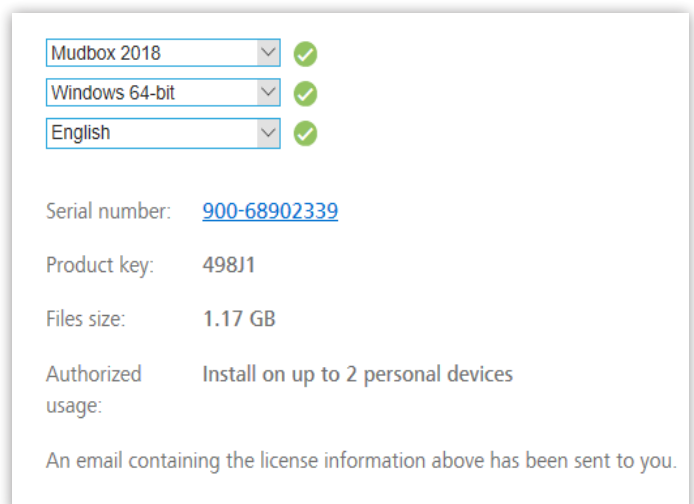 Mudbox 2018
Windows 64-bit
English
Serial number: 900-68902339
Product key: 498J1
Files size: 1.17 GB
Authorized Install on up to 2 personal devices
usage:
An email containing the license information above has been sent to you.